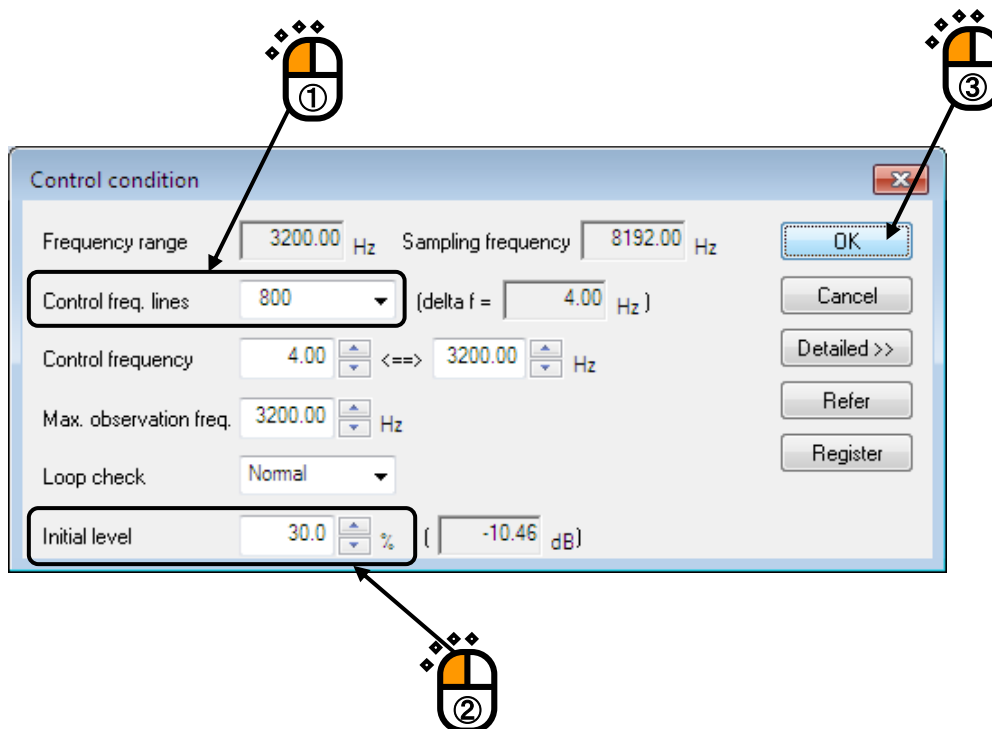 ①
③
Control condition
Frequency range 3200.00 Hz Sampling frequency 8192.00 Hz OK
Control freq. lines 800 (delta f = 4.00 Hz ) Cancel
Control frequency 4.00 <==> 3200.00 Hz Detailed >>
Max. observation freq. 3200.00 Hz Refer
Loop check Normal Register
Initial level 30.0 % ( -10.46 dB)
②